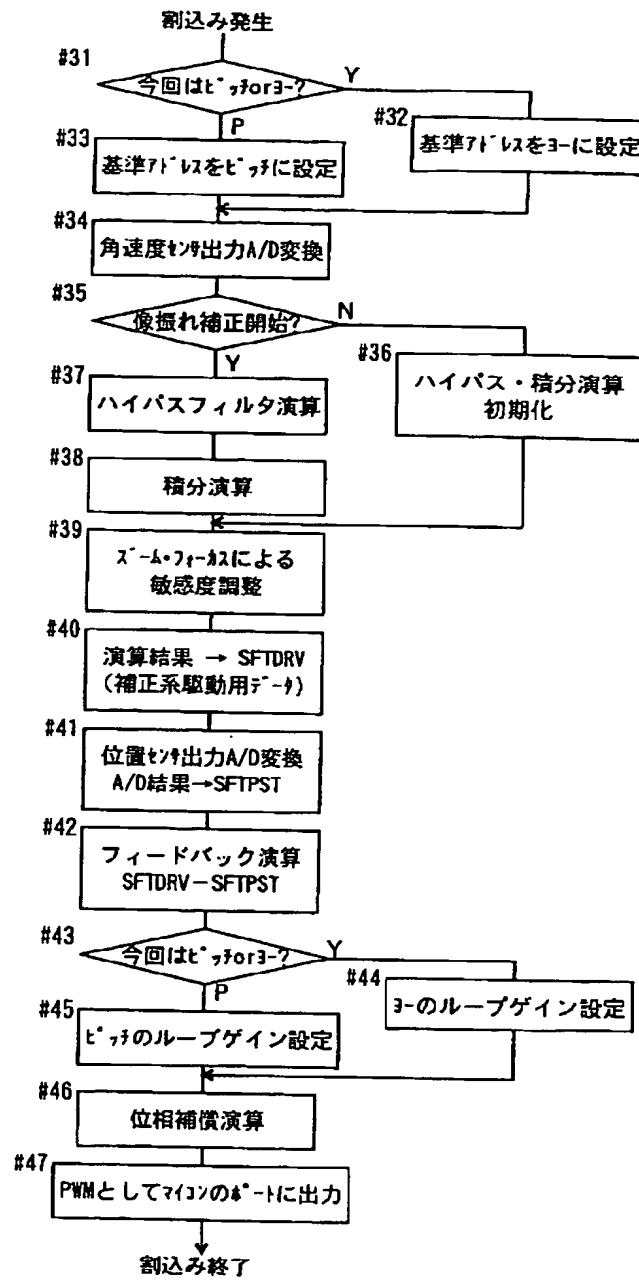 割込み発生
#31
今回はﾋﾟｯﾁorﾖｰ?
Y
P
#32
基準ｱﾄﾞﾚｽをﾖｰに設定
#33
基準ｱﾄﾞﾚｽをﾋﾟｯﾁに設定
#34
角速度ｾﾝｻ出力A/D変換
#35
像振れ補正開始?
N
Y
#36
ハイパス・積分演算
初期化
#37
ハイパスフィルタ演算
#38
積分演算
#39
ｽﾞｰﾑ・ﾌｫｰｶｽによる
敏感度調整
#40
演算結果 → SFTDRV
(補正系駆動用ﾃﾞｰﾀ)
#41
位置ｾﾝｻ出力A/D変換
A/D結果→SFTPST
#42
フィードバック演算
SFTDRV−SFTPST
#43
今回はﾋﾟｯﾁorﾖｰ?
Y
P
#44
ﾖｰのループゲイン設定
#45
ﾋﾟｯﾁのループゲイン設定
#46
位相補償演算
#47
PWMとしてﾏｲｺﾝのﾎﾟｰﾄに出力
割込み終了